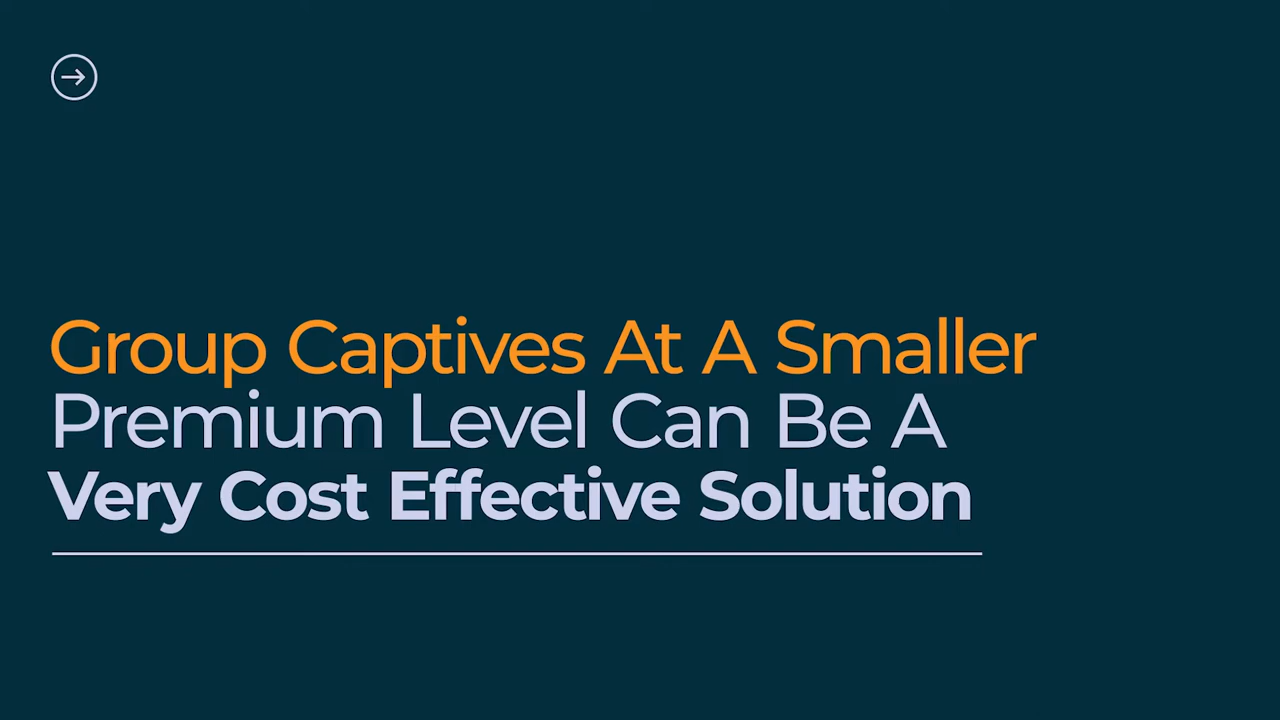 Group Captives At A Smaller
Premium Level Can Be A
Very Cost Effective Solution